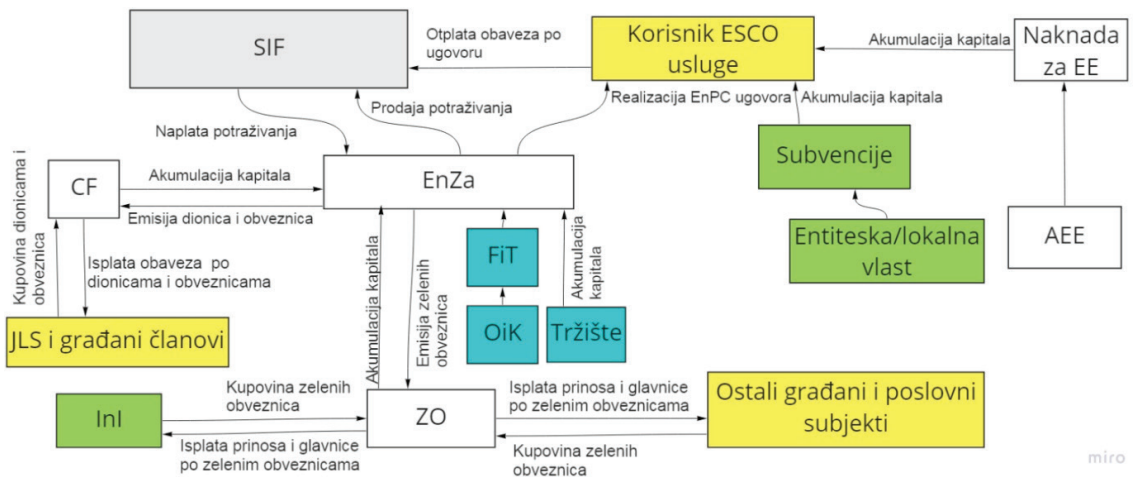 SIF
Otplata obaveza po
ugovoru
Korisnik ESCO
usluge
Akumulacija kapitala
Naknada
za EE
Naplata potraživanja
Prodaja potraživanja
Realizacija EnPC ugovora
Akumulacija kapitala
Subvencije
CF
Akumulacija kapitala
EnZa
Emisija dionica i obveznica
Kupovina dionicama i
obveznica
Isplata obaveza po
dionicama i obveznicama
Akumulacija kapitala
Emisija zelenih
obveznica
FiT
Akumulacija
kapitala
Entiteska/lokalna
vlast
AEE
JLS i građani članovi
OiK
Tržište
InI
Kupovina zelenih
obveznica
ZO
Isplata prinosa i glavnice
po zelenim obveznicama
Ostali građani i poslovni
subjekti
Isplata prinosa i glavnice
po zelenim obveznicama
Kupovina zelenih
obveznica
miro